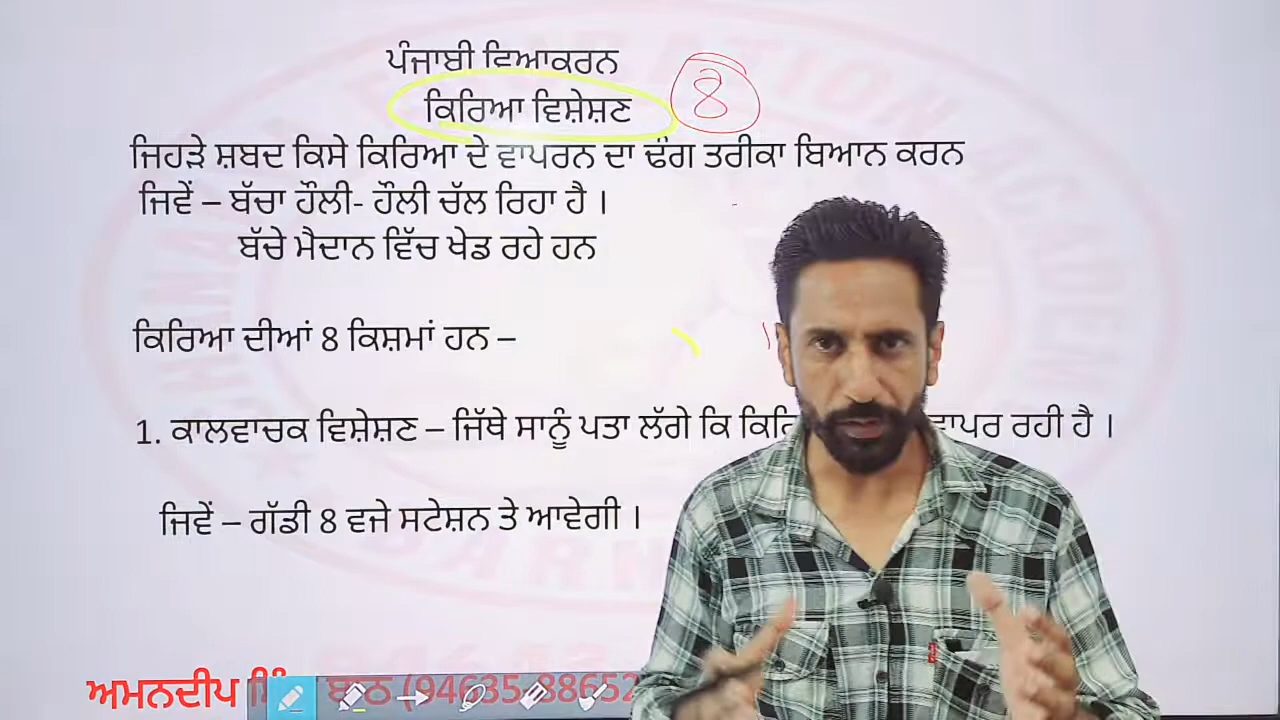 ਪੰਜਾਬੀ ਵਿਆਕਰਨ
ਕਿਰਿਆ ਵਿਸ਼ੇਸ਼ਣ 8
ਜਿਹੜੇ ਸ਼ਬਦ ਕਿਸੇ ਕਿਰਿਆ ਦੇ ਵਾਪਰਨ ਦਾ ਢੰਗ ਤਰੀਕਾ ਬਿਆਨ ਕਰਨ
ਜਿਵੇਂ – ਬੱਚਾ ਹੌਲੀ- ਹੌਲੀ ਚੱਲ ਰਿਹਾ ਹੈ ।
ਬੱਚੇ ਮੈਦਾਨ ਵਿੱਚ ਖੇਡ ਰਹੇ ਹਨ
ਕਿਰਿਆ ਦੀਆਂ 8 ਕਿਸ਼ਮਾਂ ਹਨ –
1. ਕਾਲਵਾਚਕ ਵਿਸ਼ੇਸ਼ਣ – ਜਿੱਥੇ ਸਾਨੂੰ ਪਤਾ ਲੱਗੇ ਕਿ ਵਾਪਰ ਰਹੀ ਹੈ ।
ਜਿਵੇਂ – ਗੱਡੀ 8 ਵਜੇ ਸਟੇਸ਼ਨ ਤੇ ਆਵੇਗੀ ।
ਅਮਨਦੀਪ